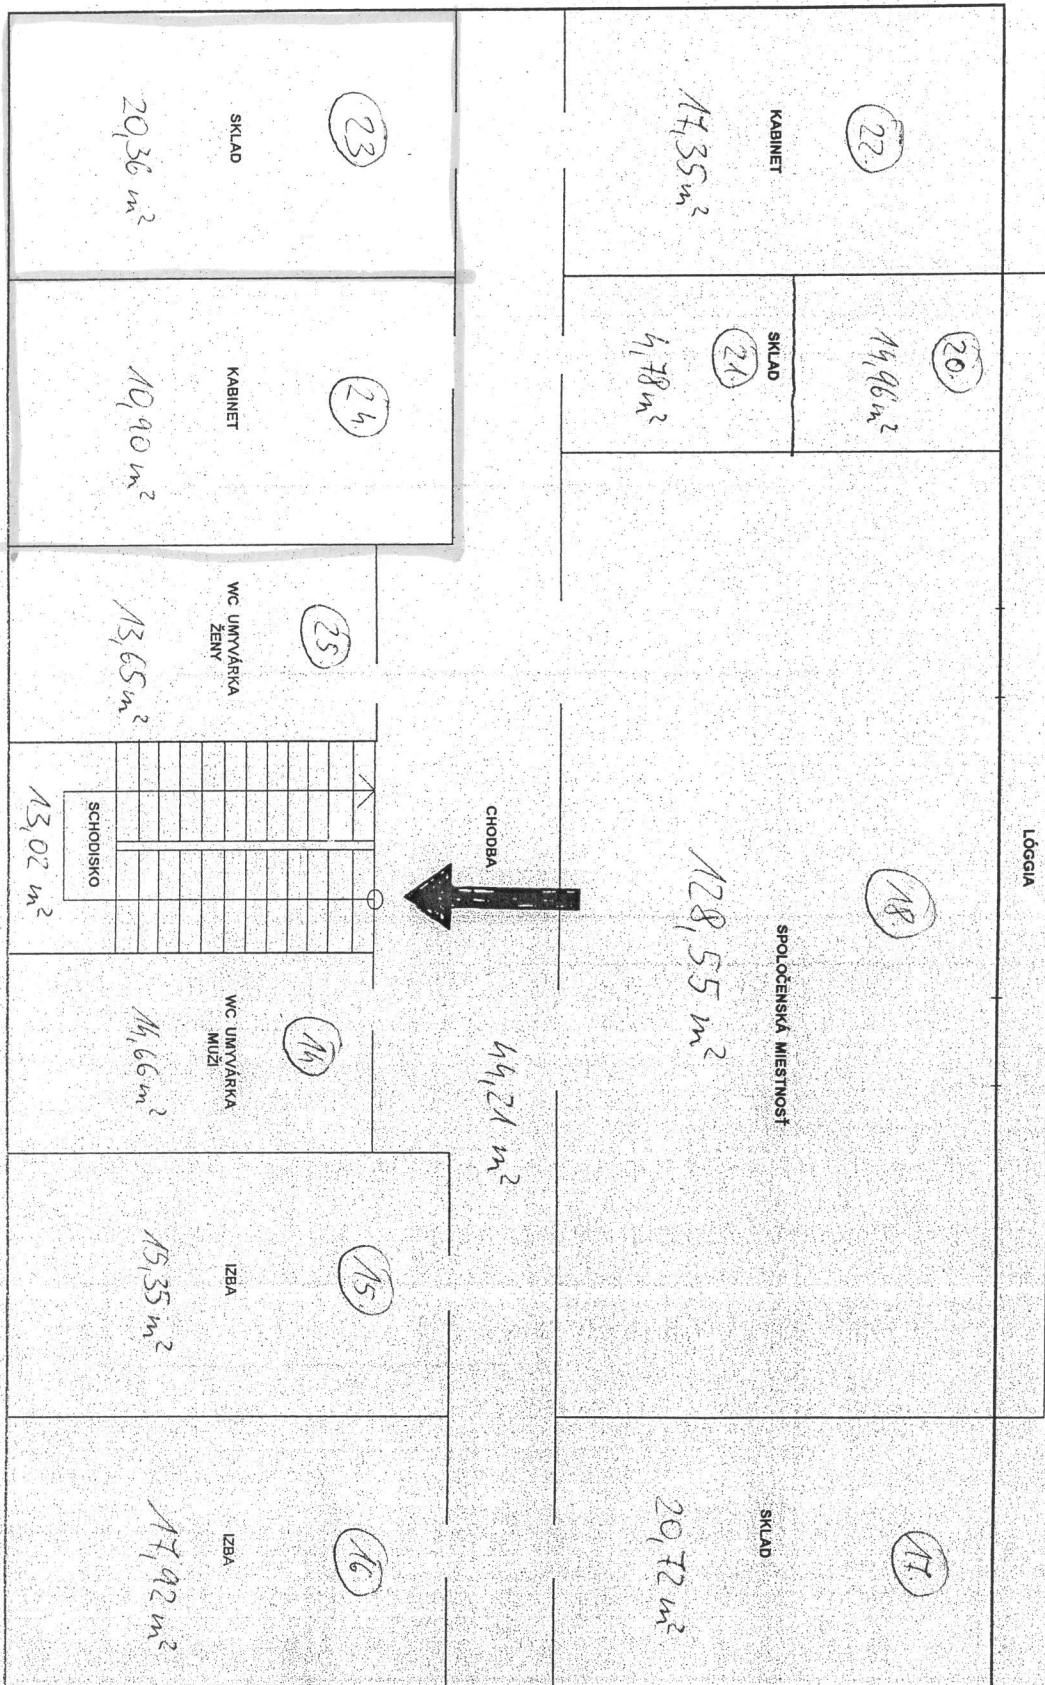 LÓGGIA
22.
KABINET
17,35 m²
20.
14,96 m²
SKLAD
21.
4,78 m²
18.
SPOLOČENSKÁ MIESTNOSŤ
128,55 m²
17.
SKLAD
20,72 m²
CHODBA
44,21 m²
23.
SKLAD
20,36 m²
24.
KABINET
10,90 m²
25.
WC UMYVÁRKA
ŽENY
13,65 m²
SCHODISKO
13,02 m²
14.
WC UMYVÁRKA
MUŽI
14,66 m²
15.
IZBA
15,35 m²
16.
IZBA
17,92 m²